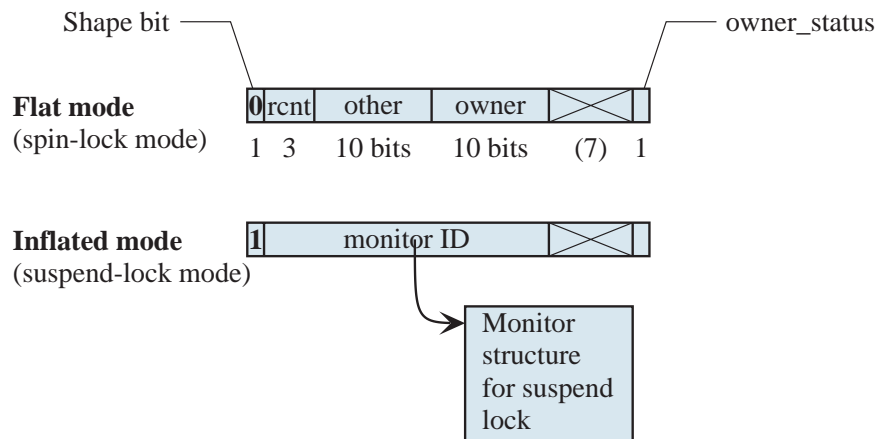 Shape bit
owner_status
Flat mode
(spin-lock mode)
0 rcnt other owner
1 3 10 bits 10 bits (7) 1
Inflated mode
(suspend-lock mode)
1 monitor ID
Monitor
structure
for suspend
lock